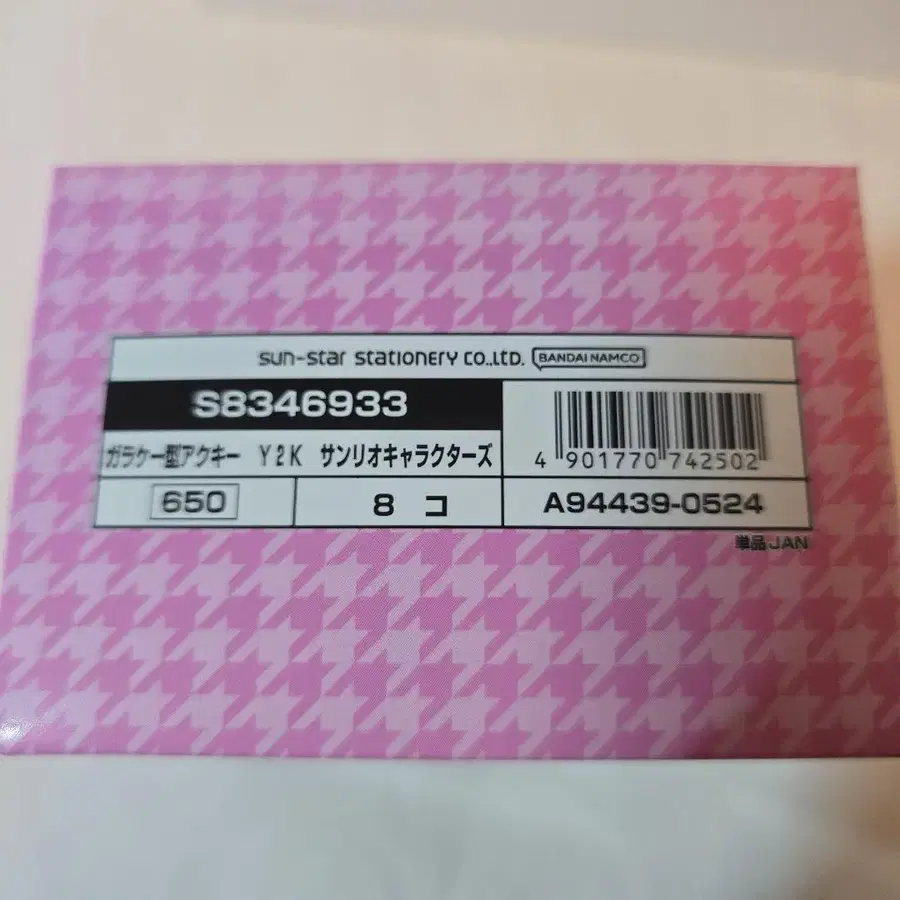 sun-star stationery co.,ltd. BANDAI NAMCO
S8346933
ガラケー型アクキー Y2K サンリオキャラクターズ
4 901770 742502
650 8 コ A94439-0524
単品JAN